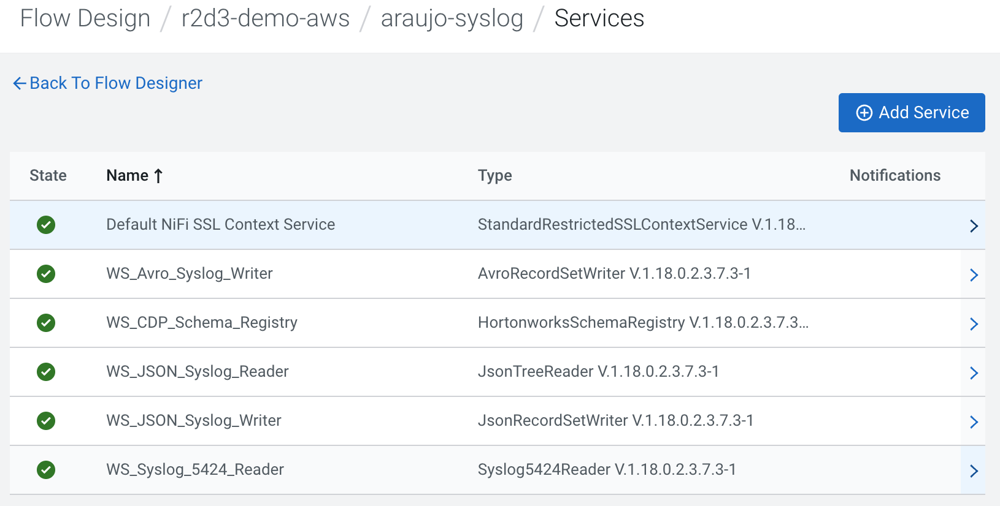 Flow Design / r2d3-demo-aws / araujo-syslog / Services
Back To Flow Designer
Add Service
State Name ↑ Type Notifications
Default NiFi SSL Context Service StandardRestrictedSSLContextService V.1.18...
WS_Avro_Syslog_Writer AvroRecordSetWriter V.1.18.0.2.3.7.3-1
WS_CDP_Schema_Registry HortonworksSchemaRegistry V.1.18.0.2.3.7.3...
WS_JSON_Syslog_Reader JsonTreeReader V.1.18.0.2.3.7.3-1
WS_JSON_Syslog_Writer JsonRecordSetWriter V.1.18.0.2.3.7.3-1
WS_Syslog_5424_Reader Syslog5424Reader V.1.18.0.2.3.7.3-1